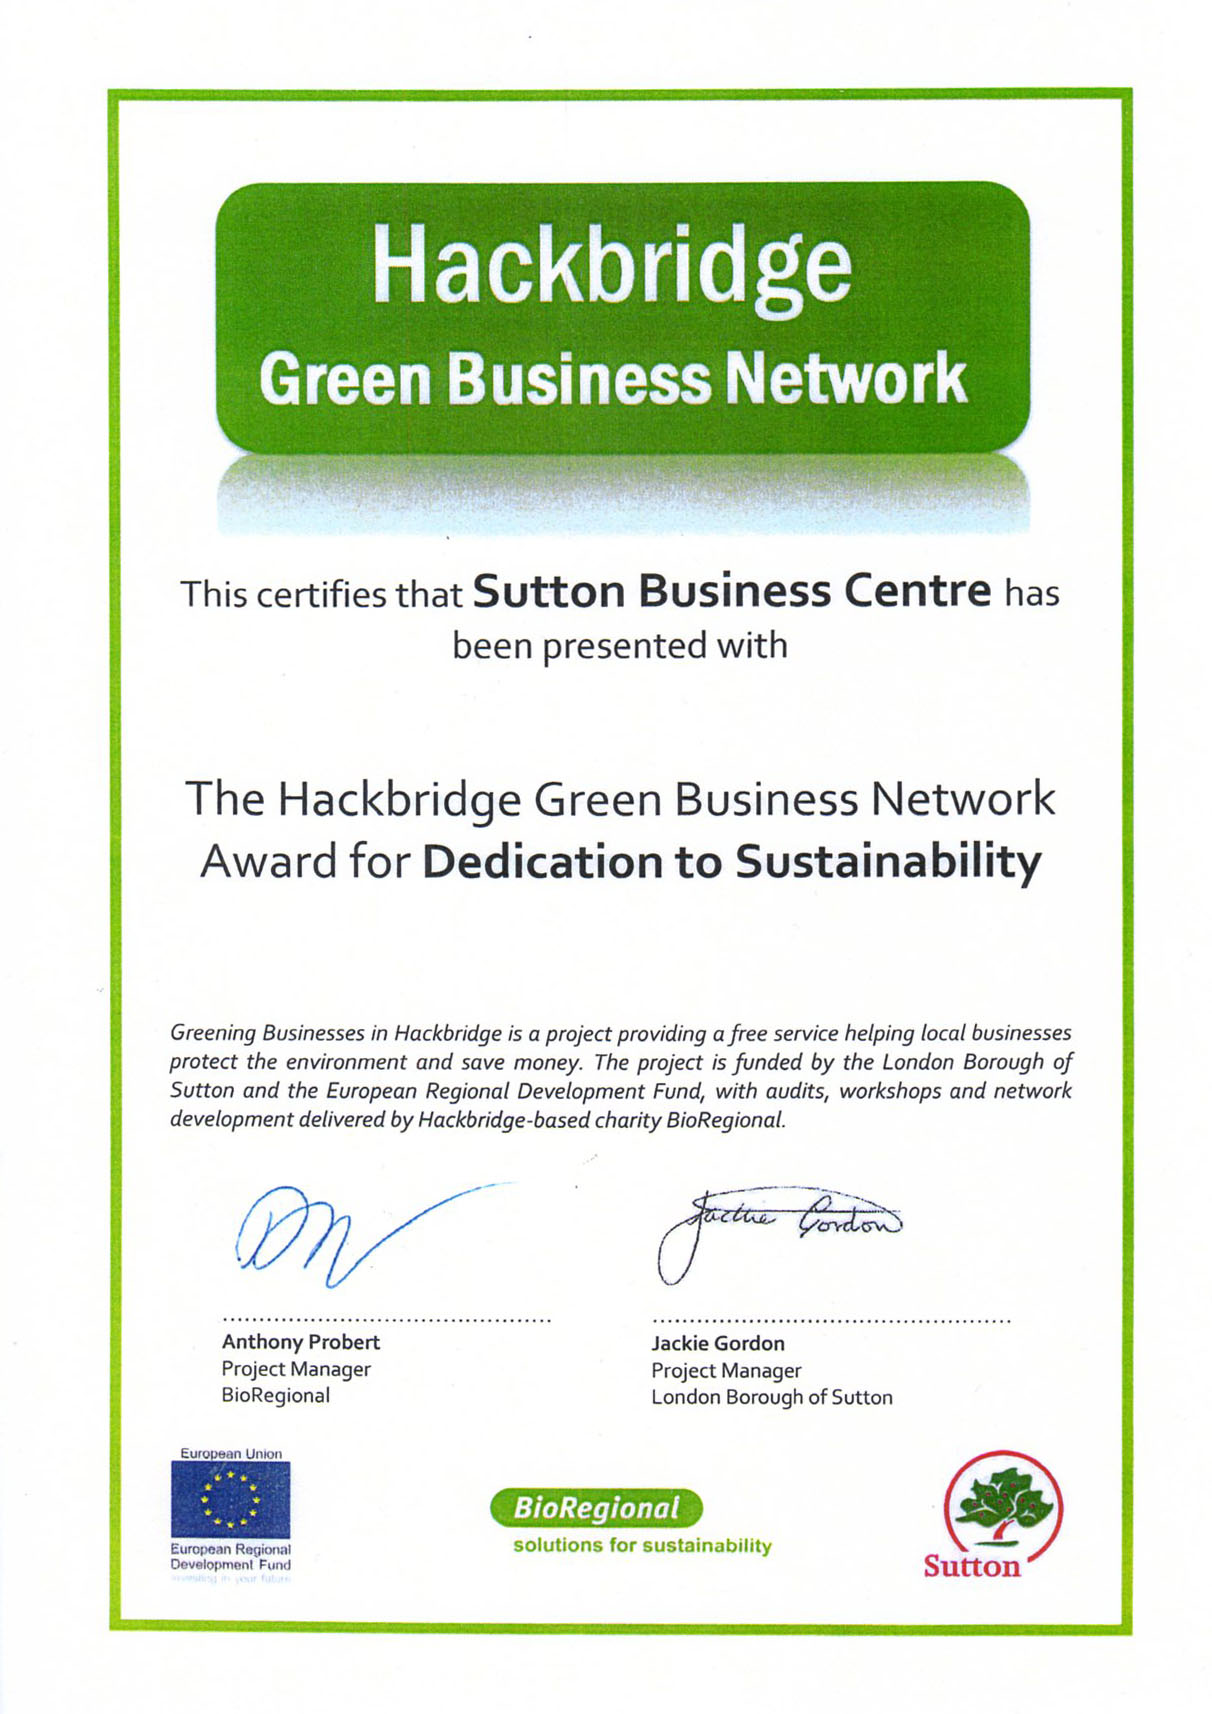 Hackbridge
Green Business Network
This certifies that Sutton Business Centre has
been presented with
The Hackbridge Green Business Network
Award for Dedication to Sustainability
Greening Businesses in Hackbridge is a project providing a free service helping local businesses
protect the environment and save money. The project is funded by the London Borough of
Sutton and the European Regional Development Fund, with audits, workshops and network
development delivered by Hackbridge-based charity BioRegional.
Jackie Gordon
Anthony Probert
Project Manager
BioRegional
Jackie Gordon
Project Manager
London Borough of Sutton
European Union
European Regional
Development Fund
investing in your future
BioRegional
solutions for sustainability
Sutton